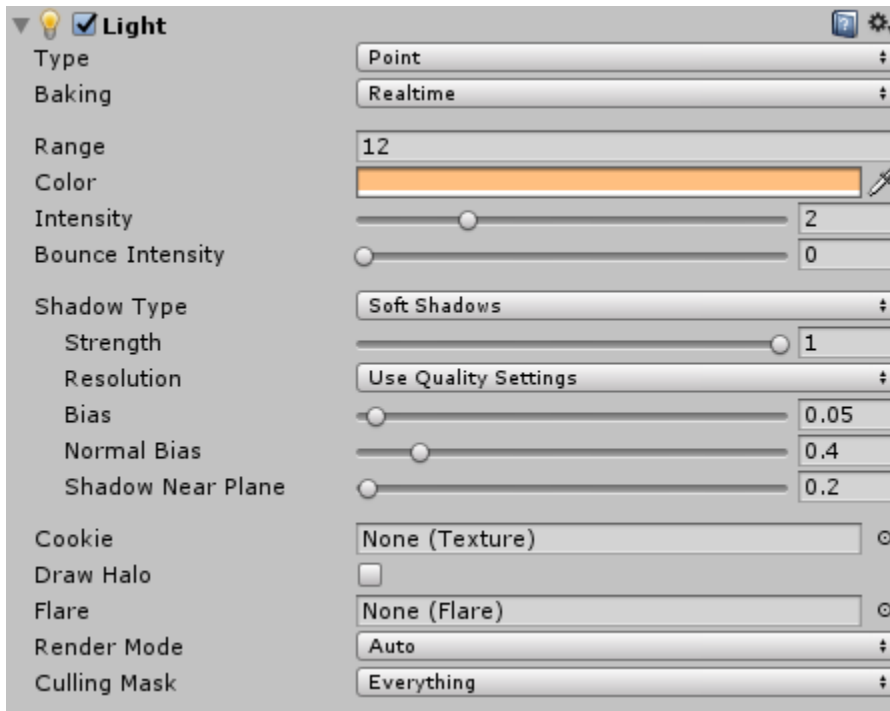 Light
Type Point
Baking Realtime
Range 12
Color
Intensity 2
Bounce Intensity 0
Shadow Type Soft Shadows
Strength 1
Resolution Use Quality Settings
Bias 0.05
Normal Bias 0.4
Shadow Near Plane 0.2
Cookie None (Texture)
Draw Halo
Flare None (Flare)
Render Mode Auto
Culling Mask Everything